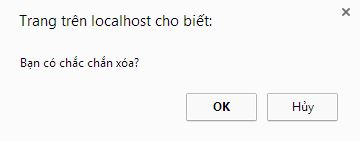 Trang trên localhost cho biết:
Bạn có chắc chắn xóa?
OK
Hủy